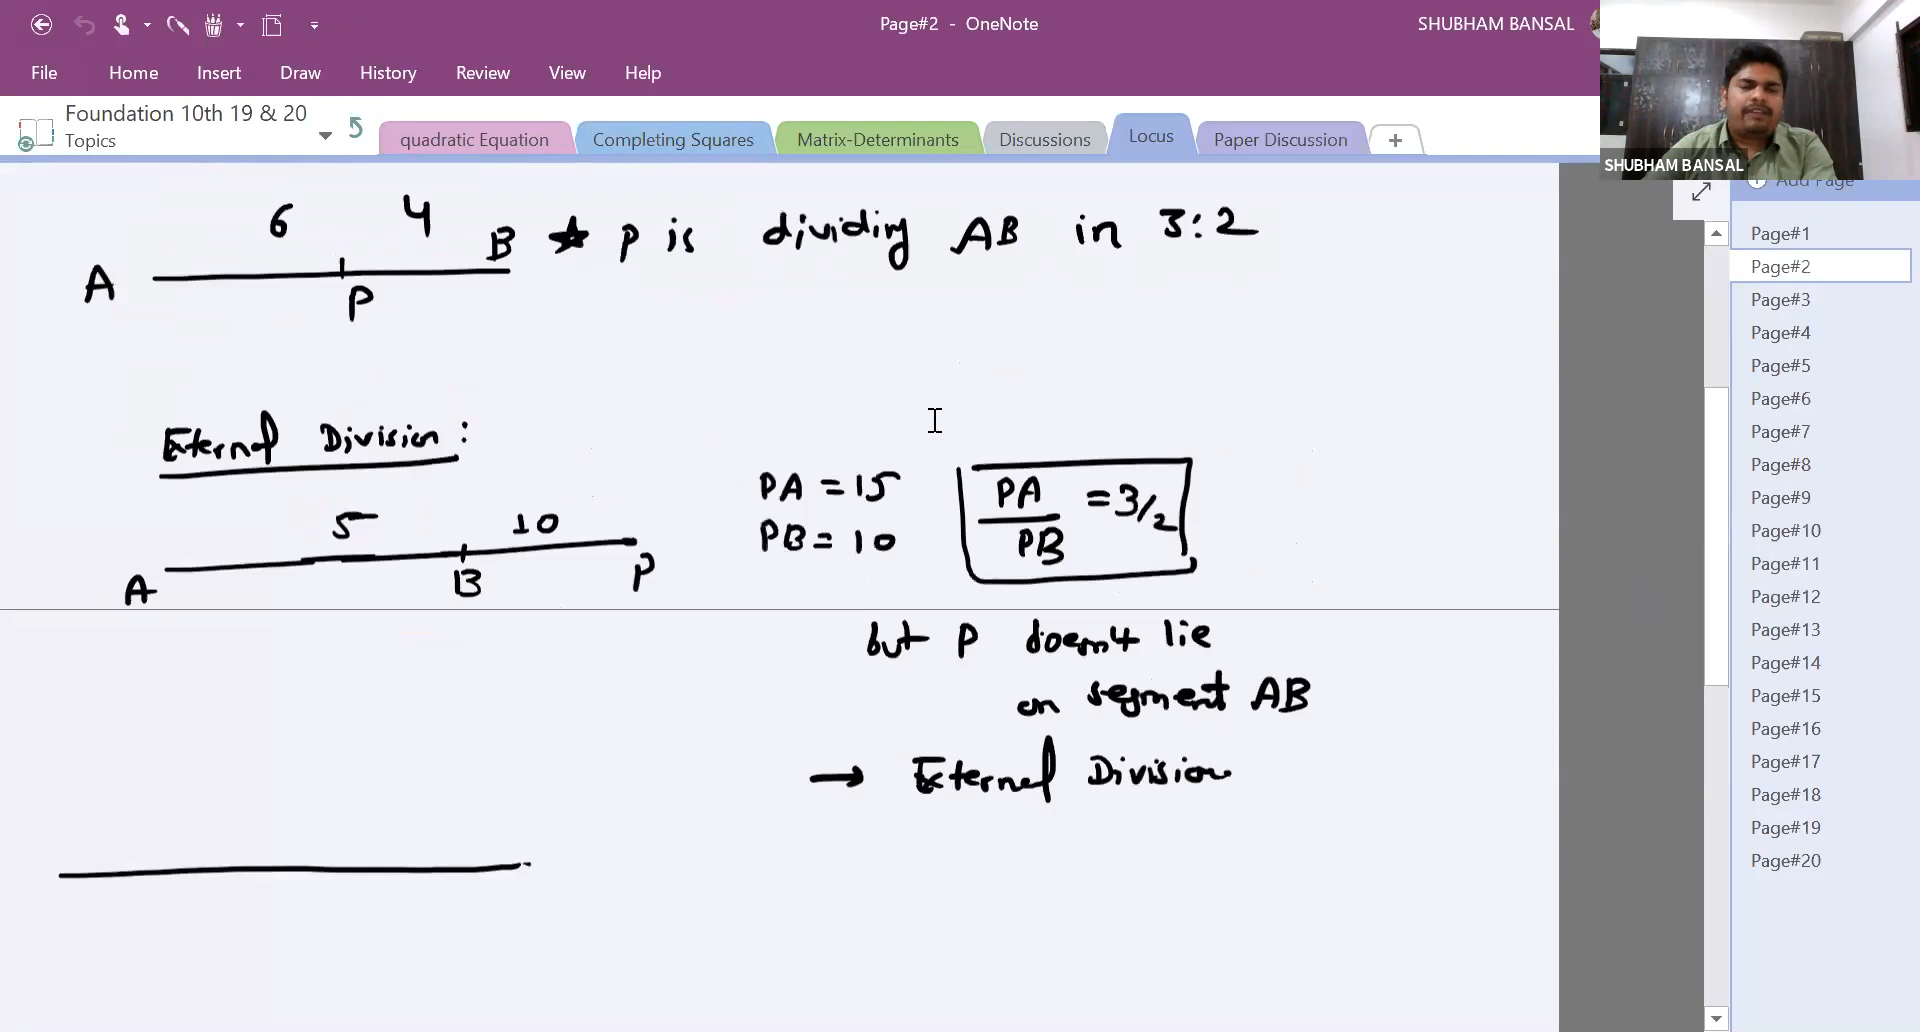 Page#2 - OneNote
SHUBHAM BANSAL
File Home Insert Draw History Review View Help
Foundation 10th 19 & 20
Topics
quadratic Equation
Completing Squares
Matrix-Determinants
Discussions
Locus
Paper Discussion
+
SHUBHAM BANSAL
Add Page
Page#1
Page#2
Page#3
Page#4
Page#5
Page#6
Page#7
Page#8
Page#9
Page#10
Page#11
Page#12
Page#13
Page#14
Page#15
Page#16
Page#17
Page#18
Page#19
Page#20
6 4
A P B
★ P is dividing AB in 3:2
External Division:
5 10
A B P
PA = 15
PB = 10
PA/PB = 3/2
but P doesn't lie
on segment AB
→ External Division